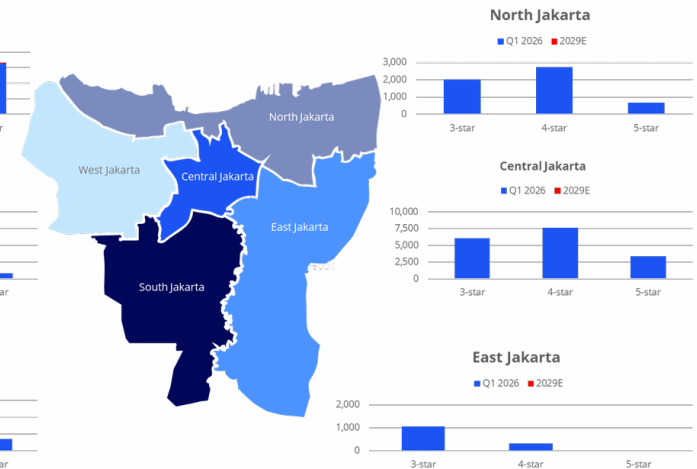 North Jakarta
Q1 2026 2029E
3,000
2,000
1,000
0
3-star 4-star 5-star
North Jakarta
West Jakarta
Central Jakarta
East Jakarta
South Jakarta
Central Jakarta
Q1 2026 2029E
10,000
7,500
5,000
2,500
0
3-star 4-star 5-star
East Jakarta
Q1 2026 2029E
2,000
1,000
0
3-star 4-star 5-star
ar
ar